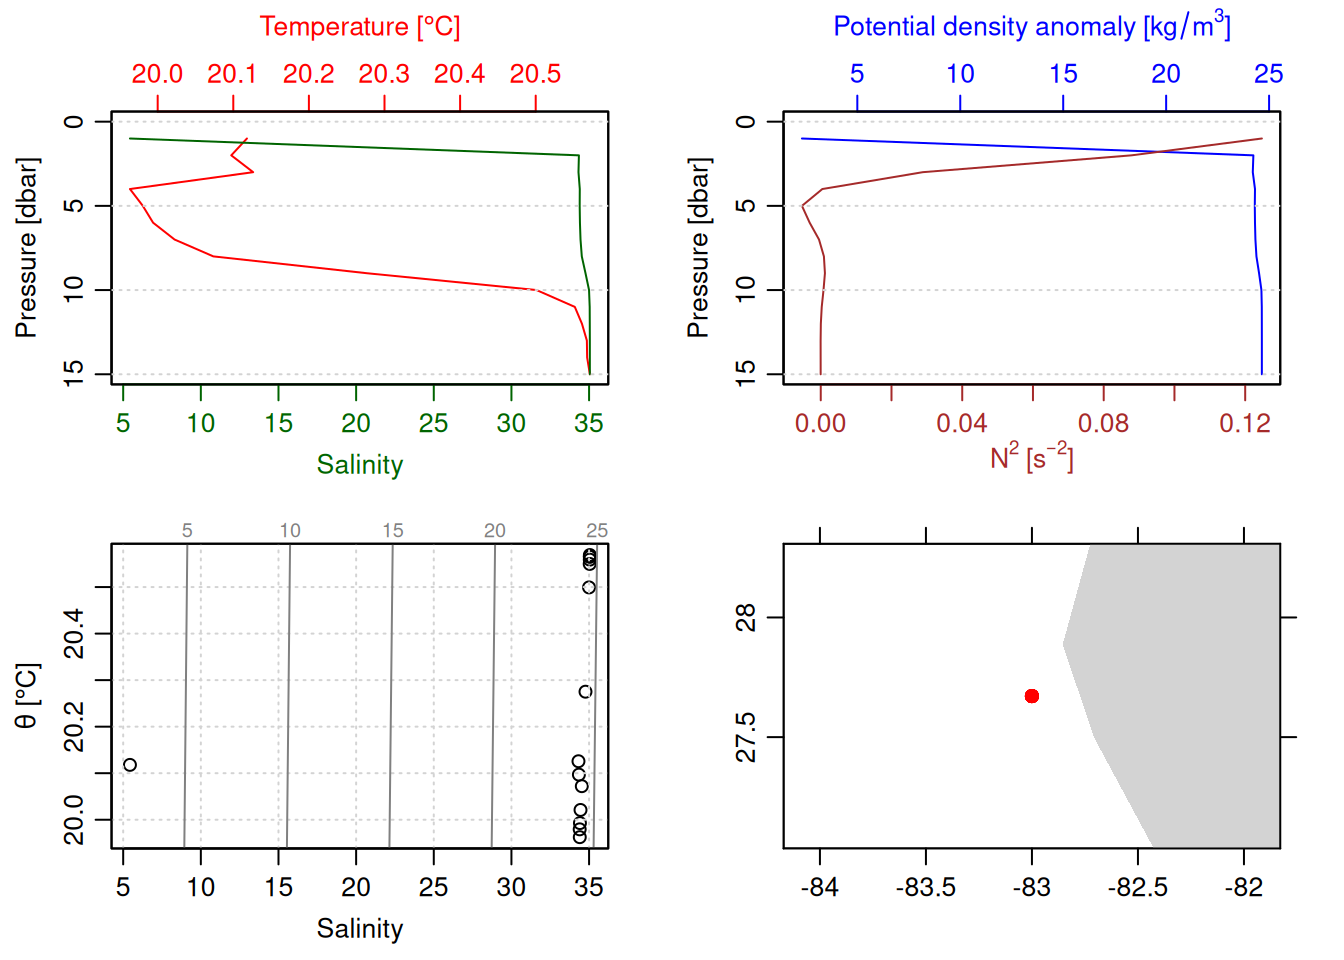 Temperature [°C]
20.0 20.1 20.2 20.3 20.4 20.5
Pressure [dbar]
0
5
10
15
5 10 15 20 25 30 35
Salinity
Potential density anomaly [kg/m³]
5 10 15 20 25
Pressure [dbar]
0
5
10
15
0.00 0.04 0.08 0.12
N² [s⁻²]
5 10 15 20 25
θ [°C]
20.4
20.2
20.0
5 10 15 20 25 30 35
Salinity
28
27.5
-84 -83.5 -83 -82.5 -82